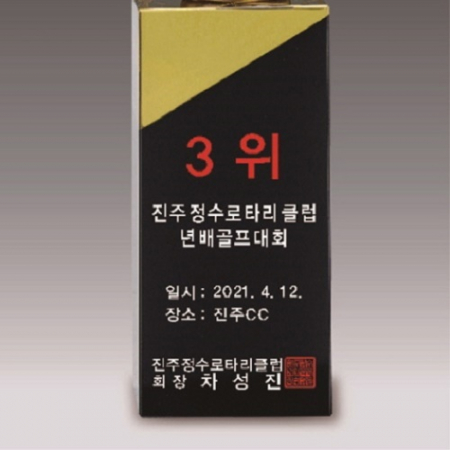 3 위
진주정수로타리클럽
년배골프대회
일시 : 2021. 4. 12.
장소 : 진주CC
진주정수로타리클럽
회장 차성진